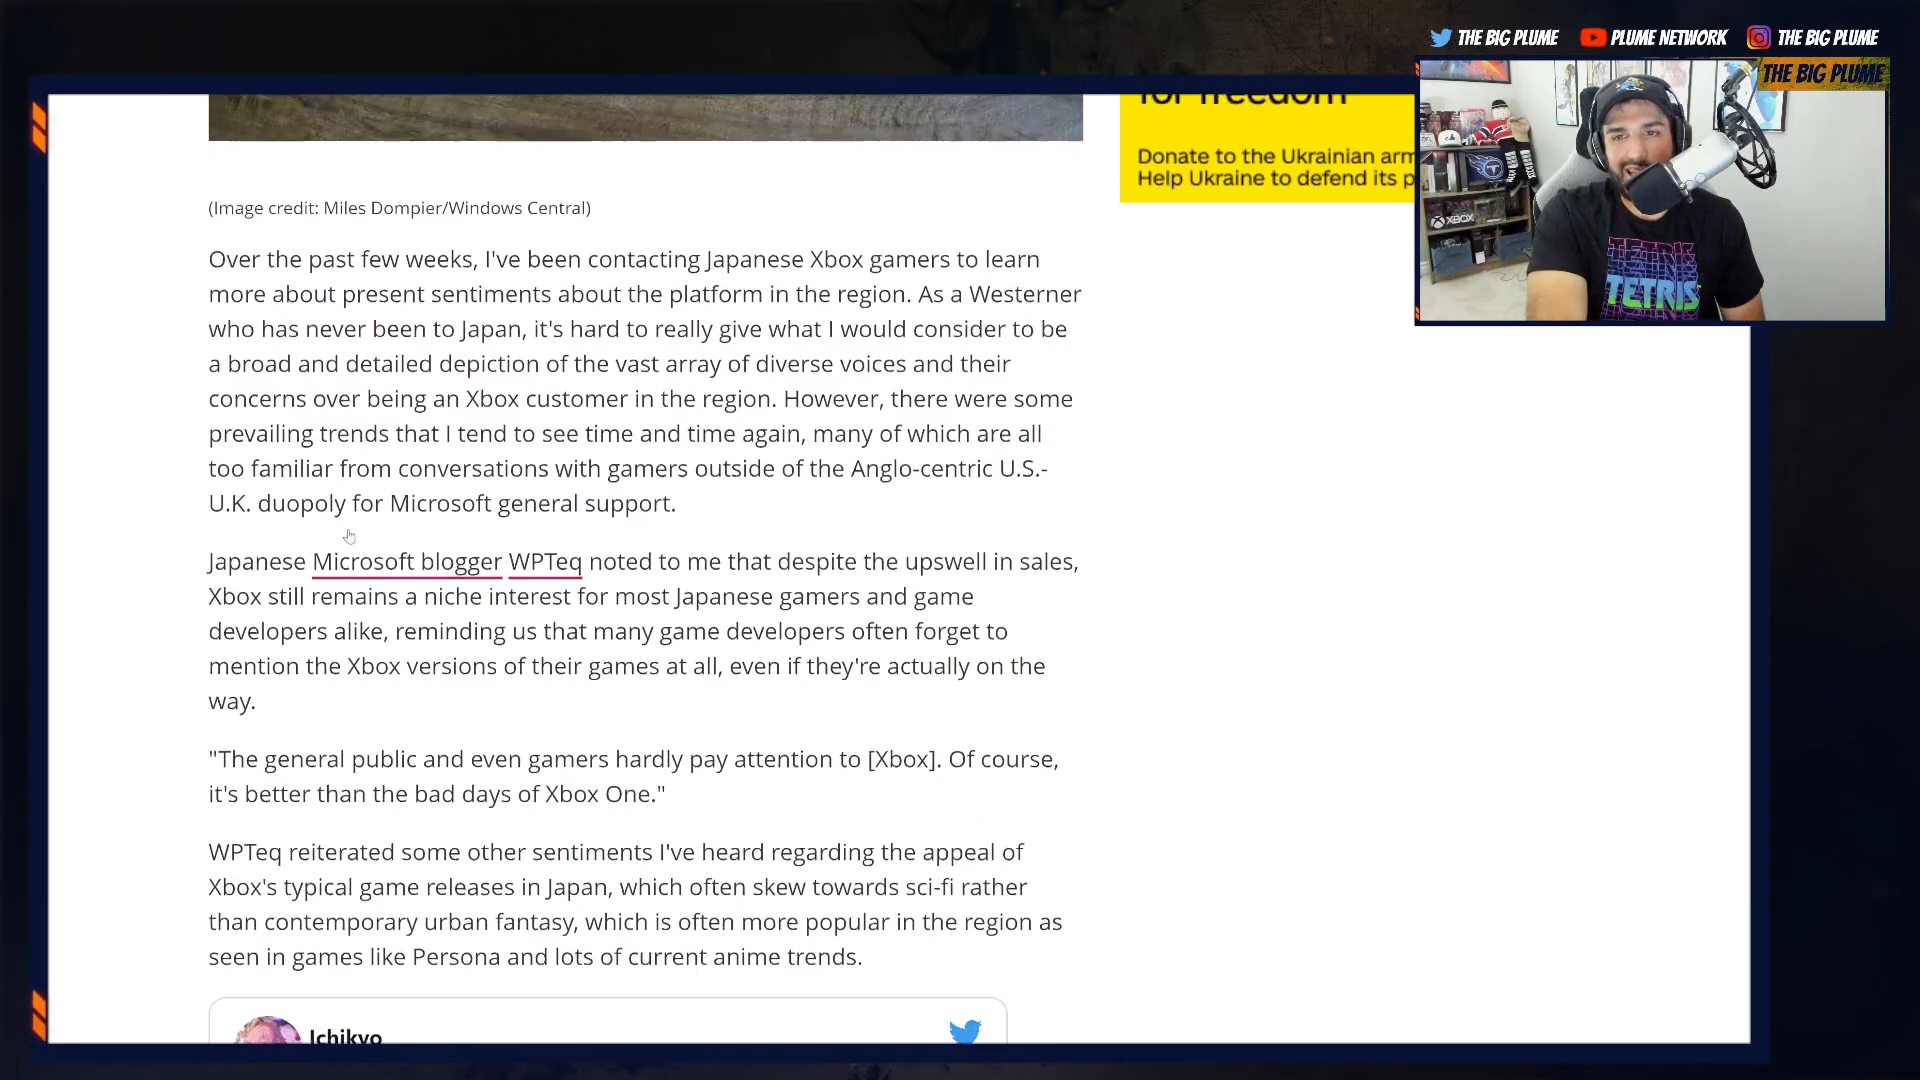 THE BIG PLUME PLUME NETWORK THE BIG PLUME
THE BIG PLUME
for freedom
Donate to the Ukrainian arm
Help Ukraine to defend its p
XBOX
TETRIS
TETRIS
(Image credit: Miles Dompier/Windows Central)
Over the past few weeks, I've been contacting Japanese Xbox gamers to learn
more about present sentiments about the platform in the region. As a Westerner
who has never been to Japan, it's hard to really give what I would consider to be
a broad and detailed depiction of the vast array of diverse voices and their
concerns over being an Xbox customer in the region. However, there were some
prevailing trends that I tend to see time and time again, many of which are all
too familiar from conversations with gamers outside of the Anglo-centric U.S.-
U.K. duopoly for Microsoft general support.
Japanese Microsoft blogger WPTeq noted to me that despite the upswell in sales,
Xbox still remains a niche interest for most Japanese gamers and game
developers alike, reminding us that many game developers often forget to
mention the Xbox versions of their games at all, even if they're actually on the
way.
"The general public and even gamers hardly pay attention to [Xbox]. Of course,
it's better than the bad days of Xbox One."
WPTeq reiterated some other sentiments I've heard regarding the appeal of
Xbox's typical game releases in Japan, which often skew towards sci-fi rather
than contemporary urban fantasy, which is often more popular in the region as
seen in games like Persona and lots of current anime trends.
Ichikyo